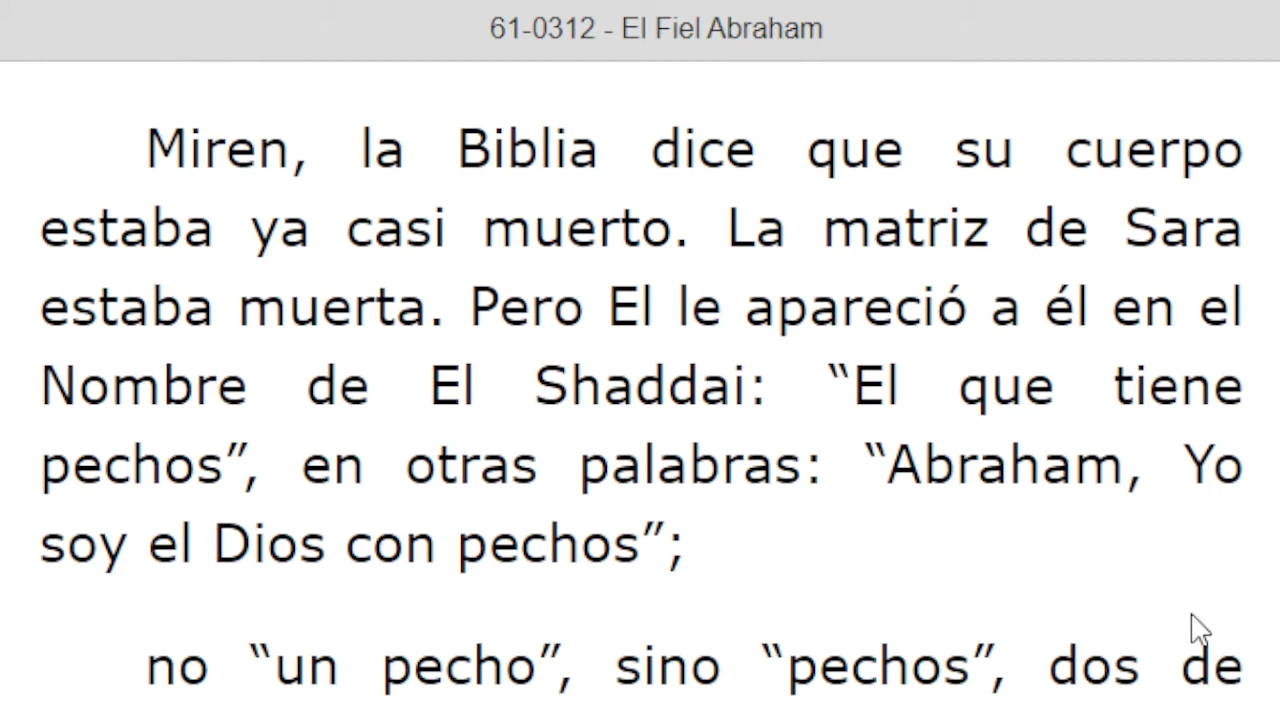 61-0312 - El Fiel Abraham
Miren, la Biblia dice que su cuerpo
estaba ya casi muerto. La matriz de Sara
estaba muerta. Pero El le apareció a él en el
Nombre de El Shaddai: “El que tiene
pechos”, en otras palabras: “Abraham, Yo
soy el Dios con pechos”;
no “un pecho”, sino “pechos”, dos de